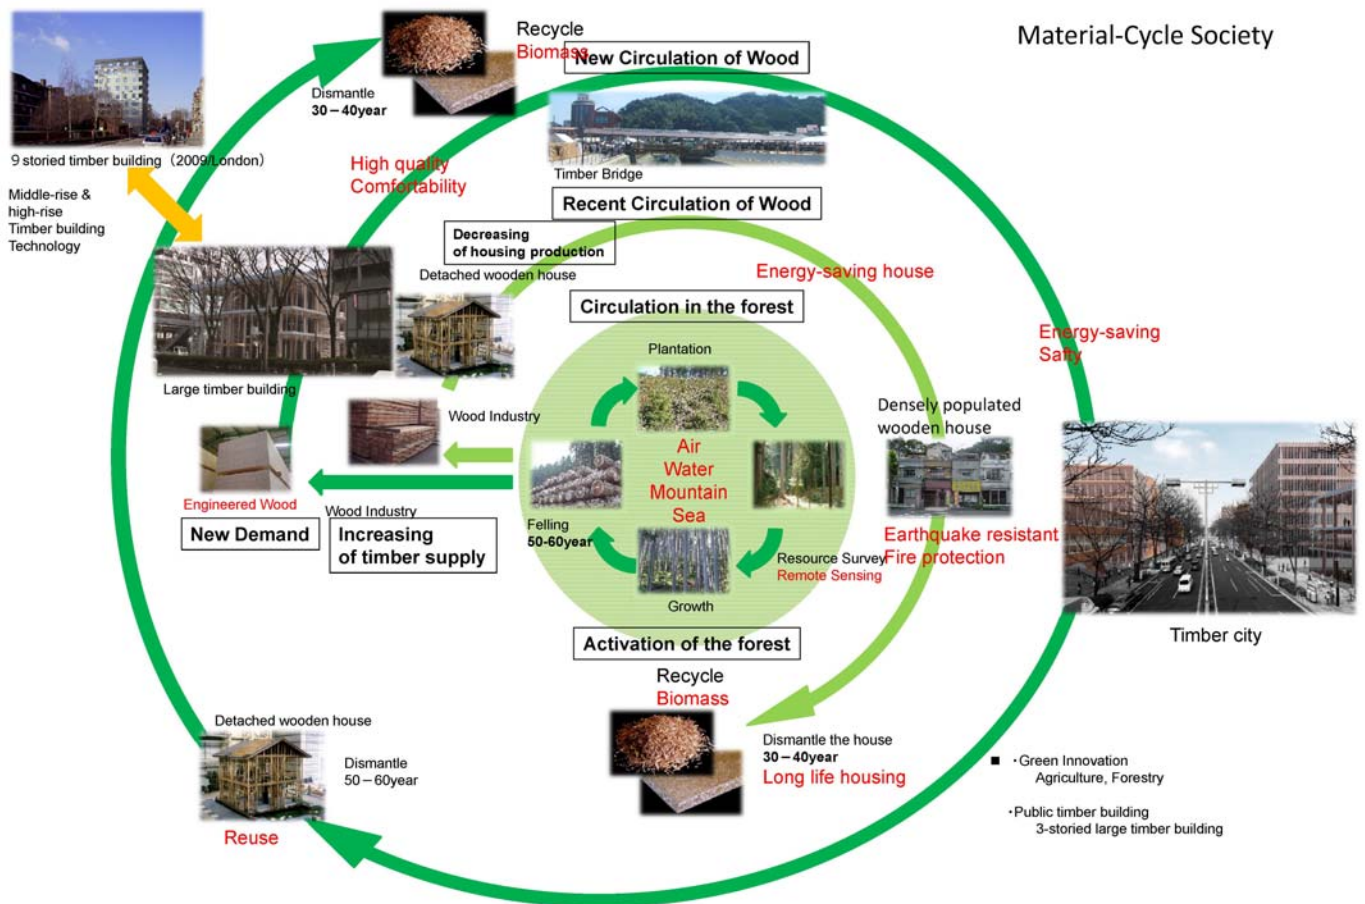 Material-Cycle Society
Recycle
Biomass
New Circulation of Wood
Dismantle
30－40year
9 storied timber building（2009/London）
High quality
Comfortability
Timber Bridge
Middle-rise &
high-rise
Timber building
Technology
Recent Circulation of Wood
Decreasing
of housing production
Detached wooden house
Energy-saving house
Circulation in the forest
Energy-saving
Safty
Plantation
Large timber building
Wood Industry
Densely populated
wooden house
Air
Water
Mountain
Sea
Engineered Wood
Wood Industry
New Demand
Increasing
of timber supply
Felling
50-60year
Resource Survey
Remote Sensing
Earthquake resistant
Fire protection
Growth
Timber city
Activation of the forest
Recycle
Biomass
Detached wooden house
Dismantle
50－60year
Reuse
Dismantle the house
30－40year
Long life housing
■ ・Green Innovation
Agriculture, Forestry
・Public timber building
3-storied large timber building